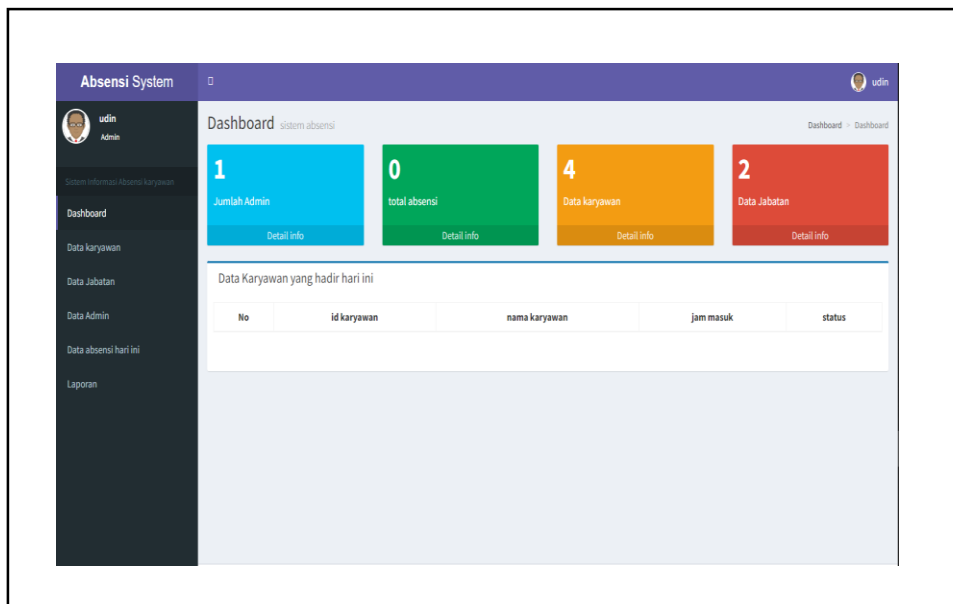 Absensi System
udin
udin
Admin
Sistem Informasi Absensi karyawan
Dashboard
Data karyawan
Data Jabatan
Data Admin
Data absensi hari ini
Laporan
Dashboard sistem absensi
Dashboard > Dashboard
1
Jumlah Admin
Detail info
0
total absensi
Detail info
4
Data karyawan
Detail info
2
Data Jabatan
Detail info
Data Karyawan yang hadir hari ini
No id karyawan nama karyawan jam masuk status